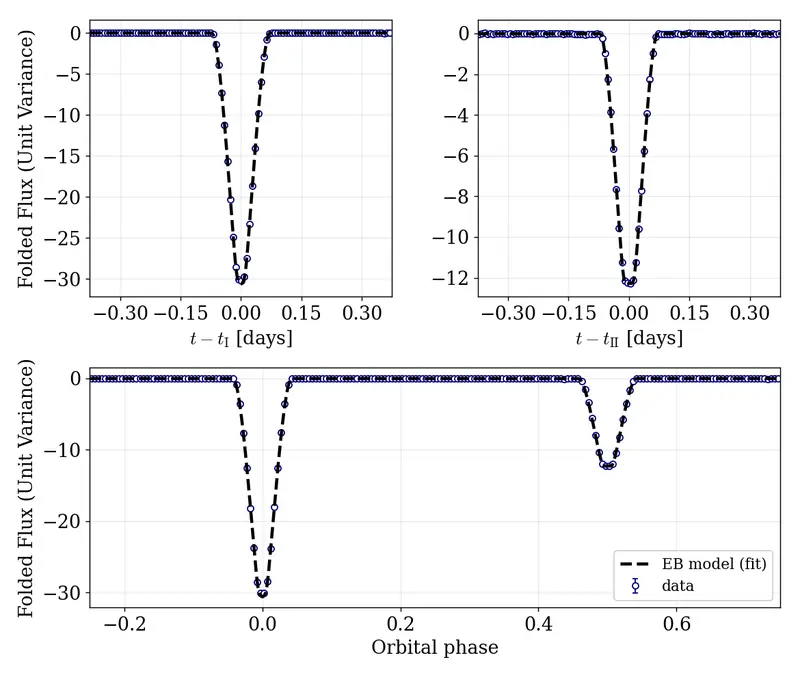 Folded Flux (Unit Variance)
0
−5
−10
−15
−20
−25
−30
−0.30 −0.15 0.00 0.15 0.30
t − tI [days]
0
−2
−4
−6
−8
−10
−12
−0.30 −0.15 0.00 0.15 0.30
t − tII [days]
Folded Flux (Unit Variance)
0
−10
−20
−30
−0.2 0.0 0.2 0.4 0.6
Orbital phase
EB model (fit)
data